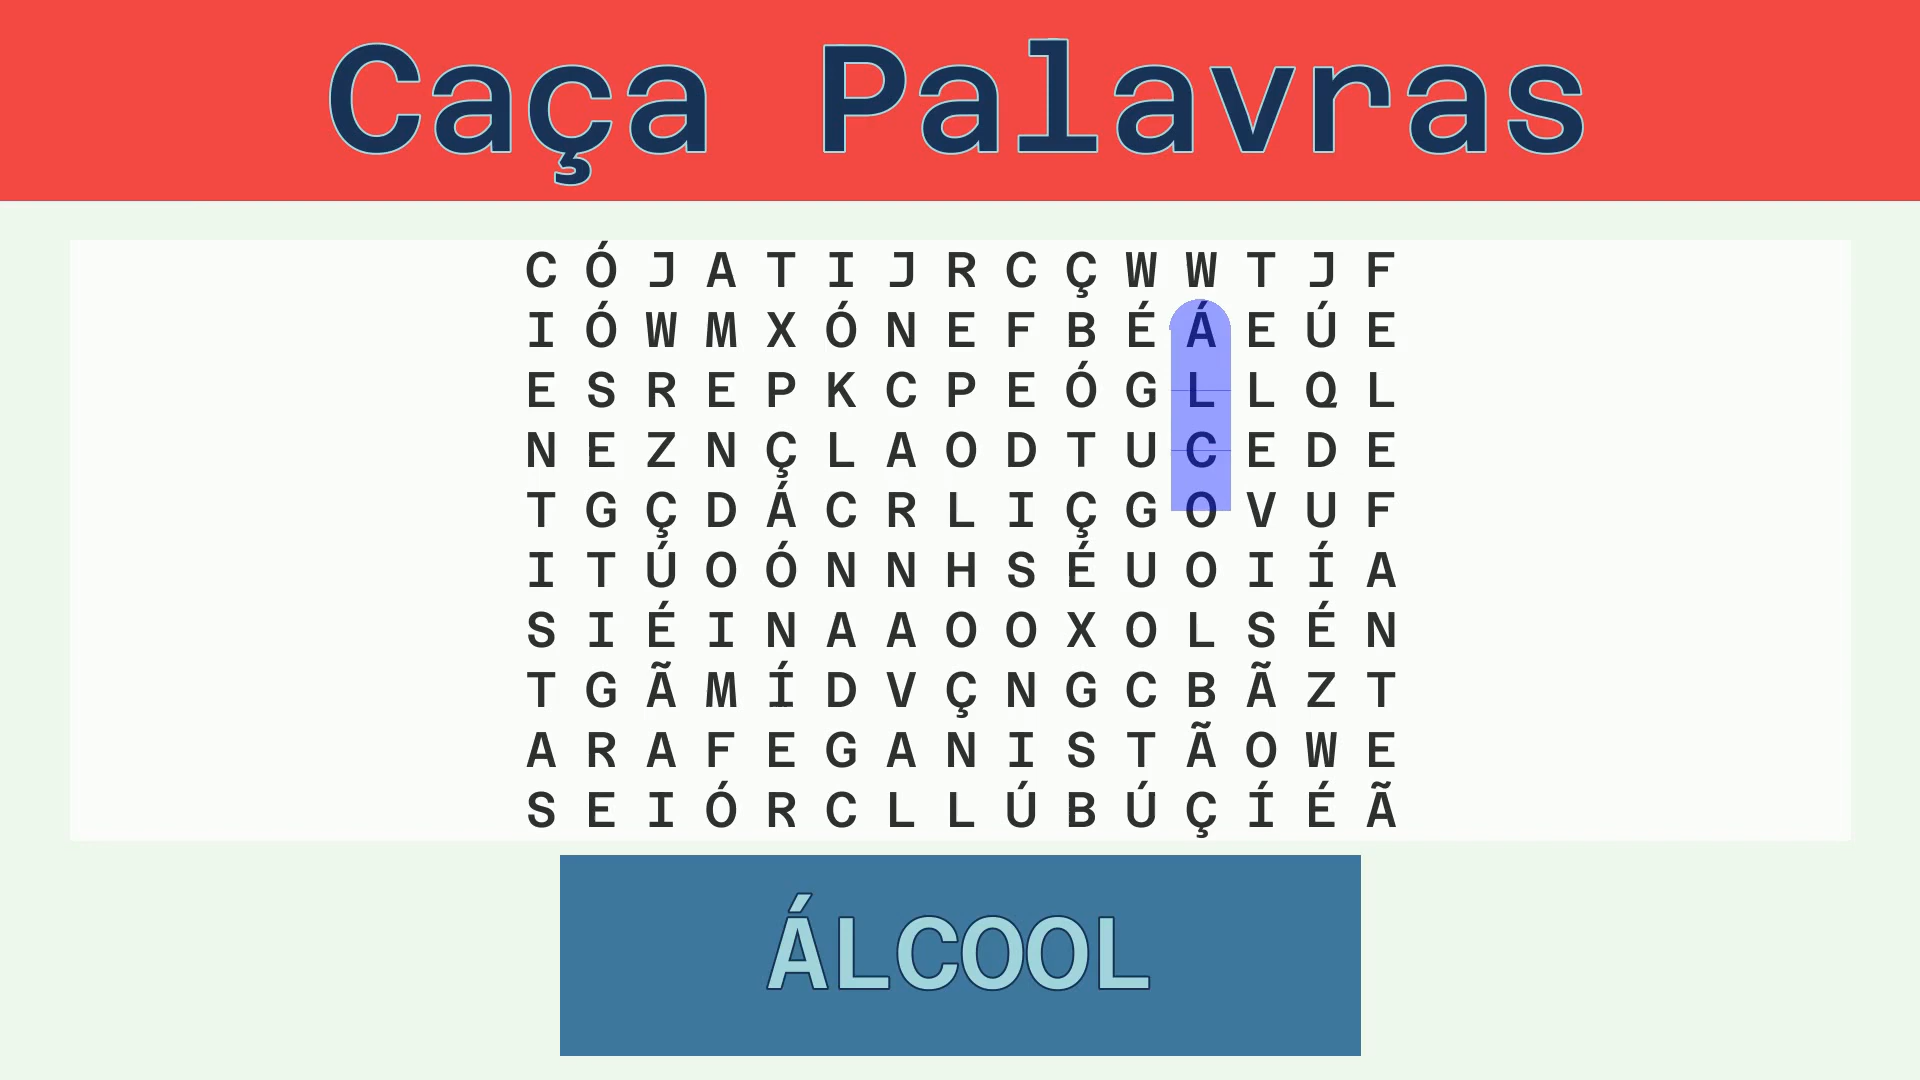 Caça Palavras
C Ó J A T I J R C Ç W W T J F
I Ó W M X Ó N E F B É Á E Ú E
E S R E P K C P E Ó G L L Q L
N E Z N Ç L A O D T U C E D E
T G Ç D Á C R L I Ç G O V U F
I T Ú O Ó N N H S É U O I Í A
S I É I N A A O O X O L S É N
T G Ã M Í D V Ç N G C B Ã Z T
A R A F E G A N I S T Ã O W E
S E I Ó R C L L Ú B Ú Ç Í É Ã
ÁLCOOL